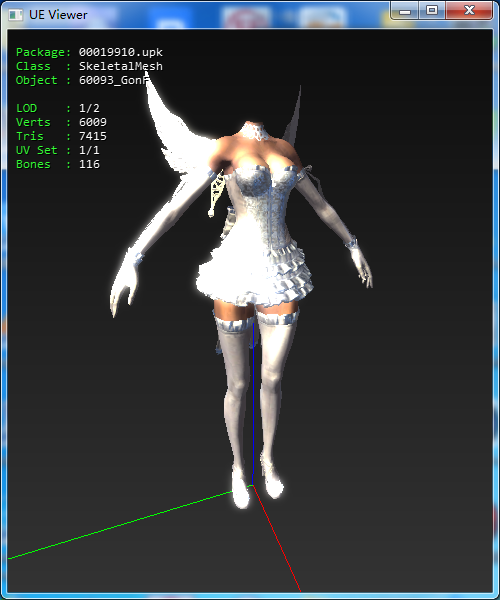 UE Viewer
Package: 00019910.upk
Class : SkeletalMesh
Object : 60093_GonF
LOD : 1/2
Verts : 6009
Tris : 7415
UV Set : 1/1
Bones : 116